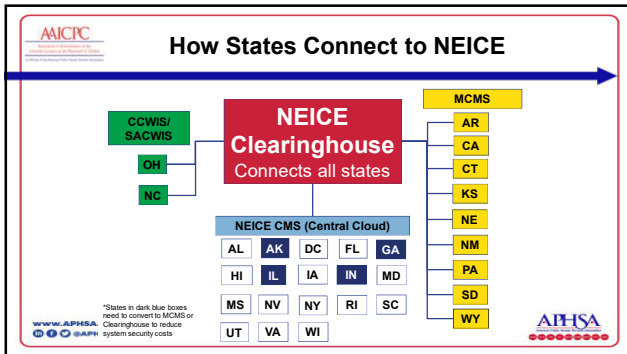 AAICPC
How States Connect to NEICE
CCWIS/
SACWIS
OH
NC
NEICE
Clearinghouse
Connects all states
MCMS
AR
CA
CT
KS
NE
NM
PA
SD
WY
NEICE CMS (Central Cloud)
AL AK DC FL GA
HI IL IA IN MD
MS NV NY RI SC
UT VA WI
*States in dark blue boxes
need to convert to MCMS or
Clearinghouse to reduce
system security costs
www.APHSA.
@APH
APHSA